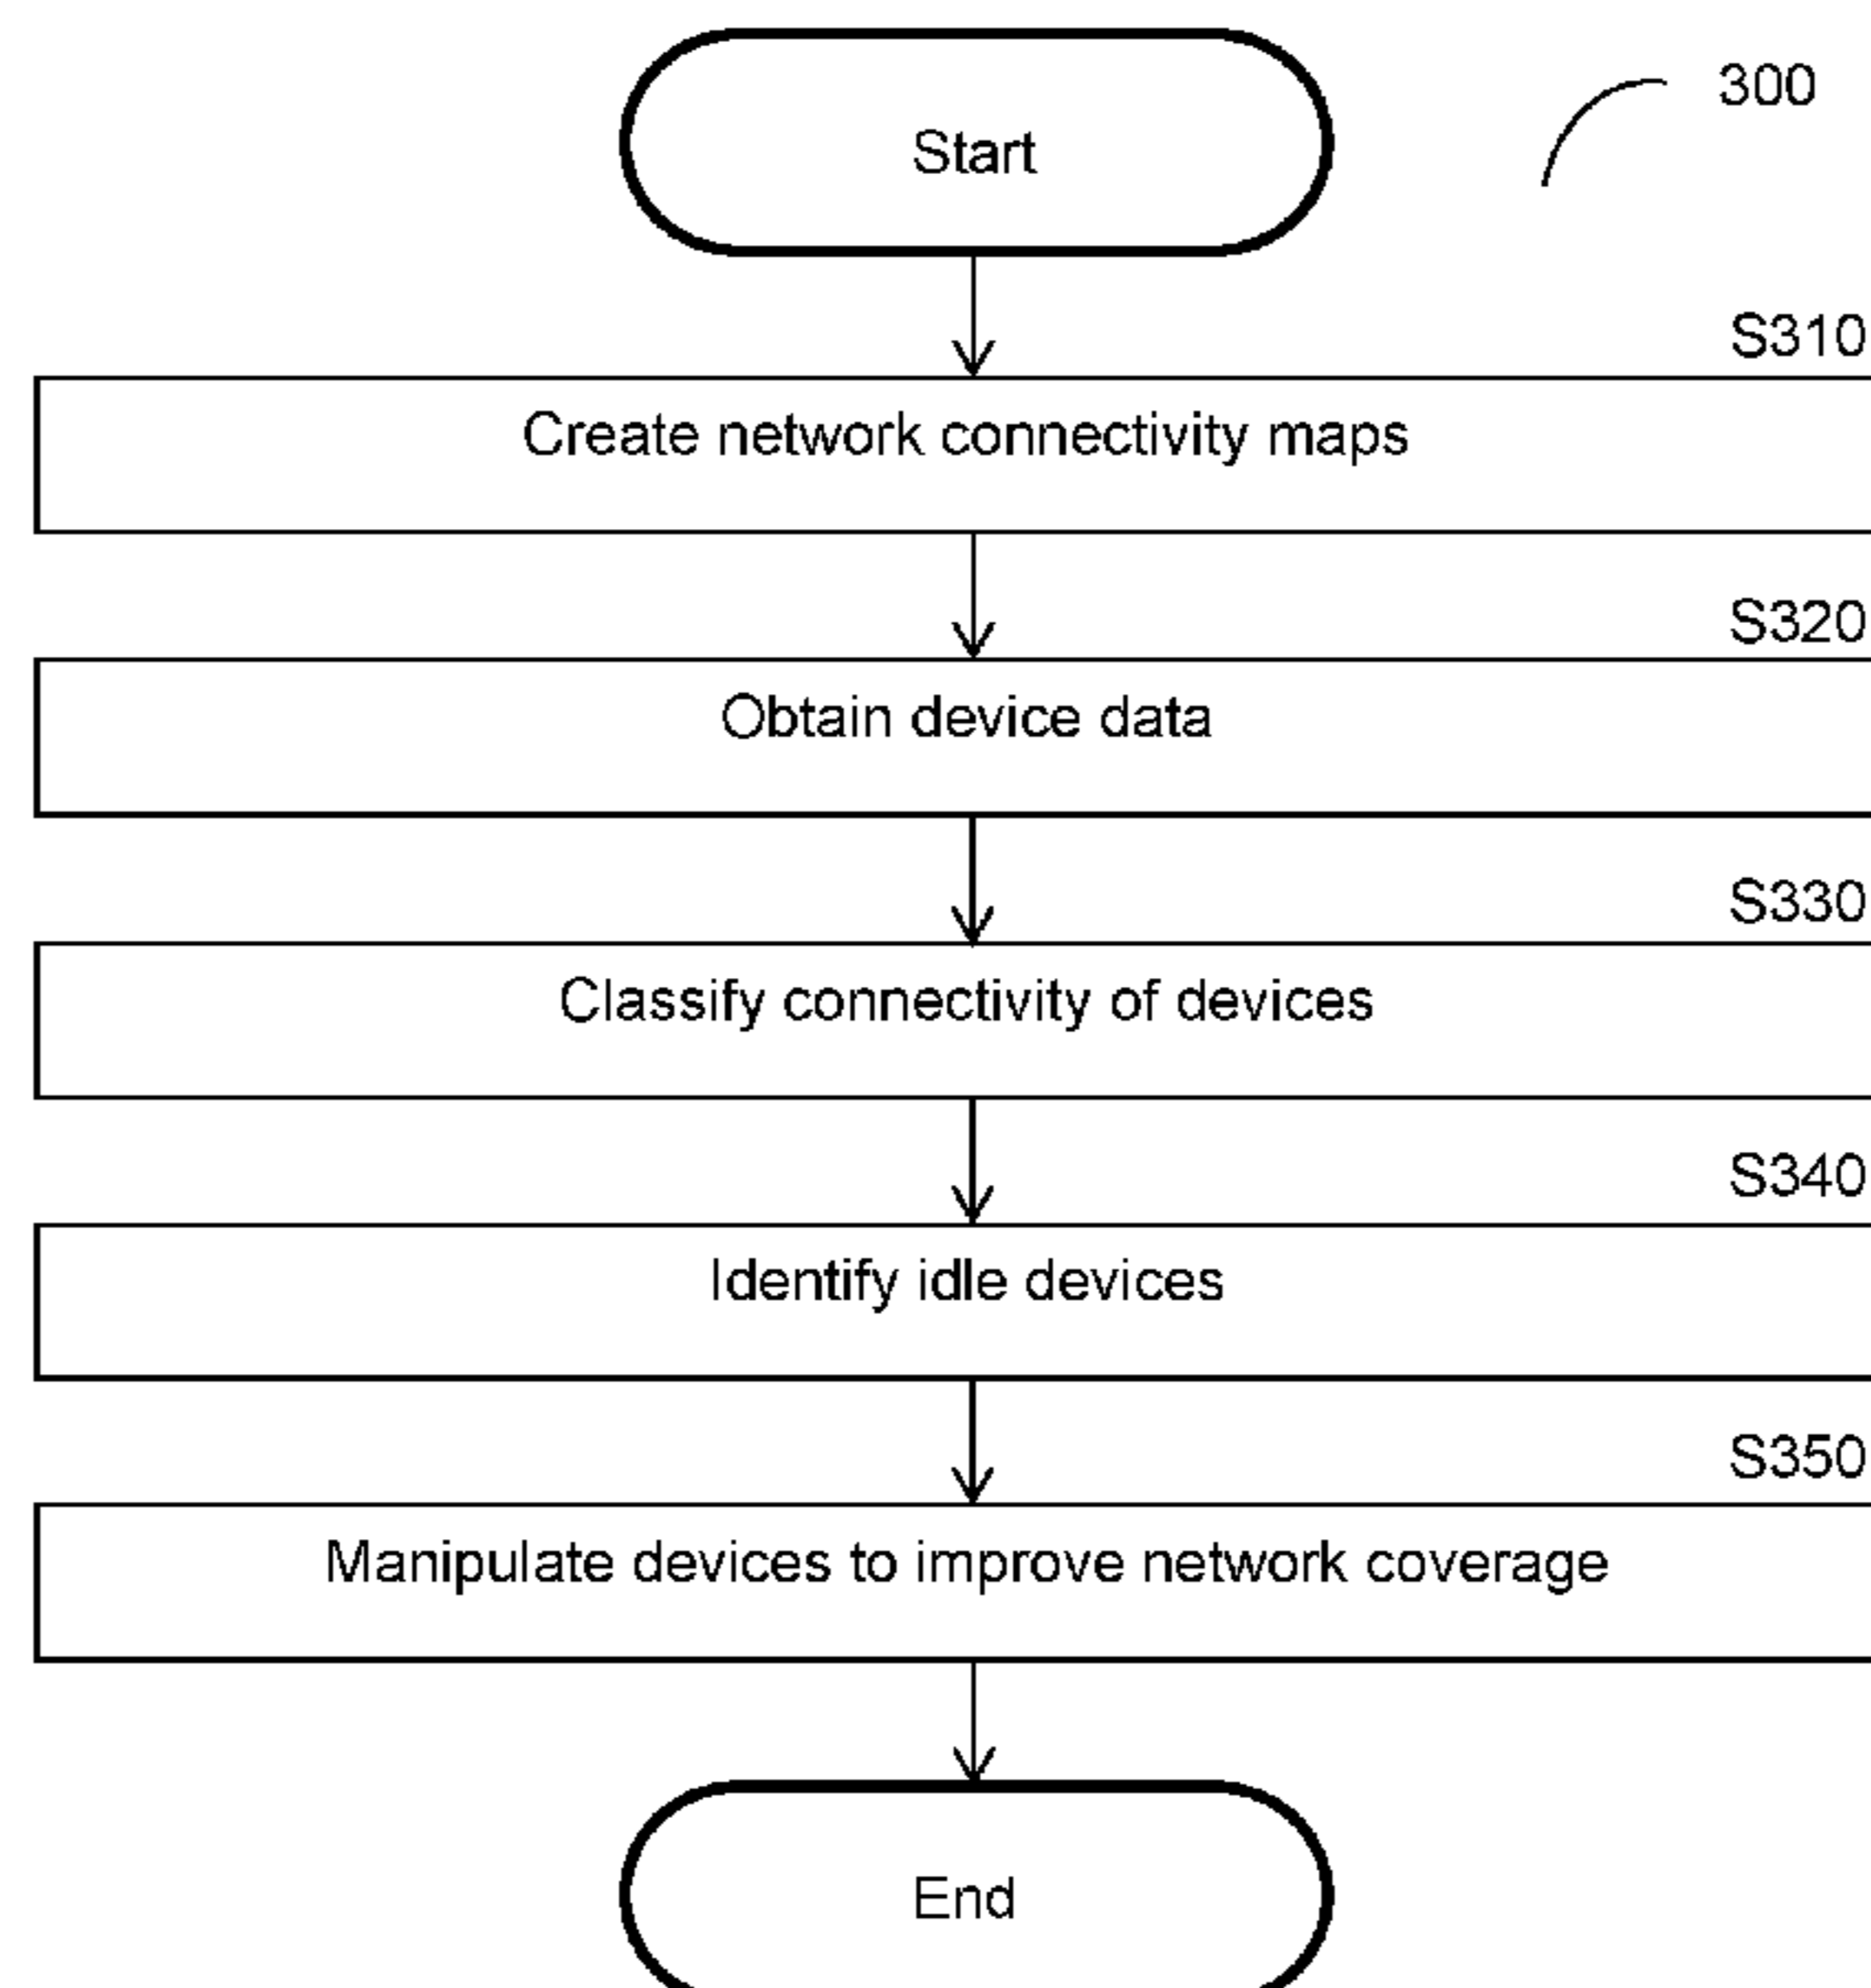 Start
300
S310
Create network connectivity maps
S320
Obtain device data
S330
Classify connectivity of devices
S340
Identify idle devices
S350
Manipulate devices to improve network coverage
End